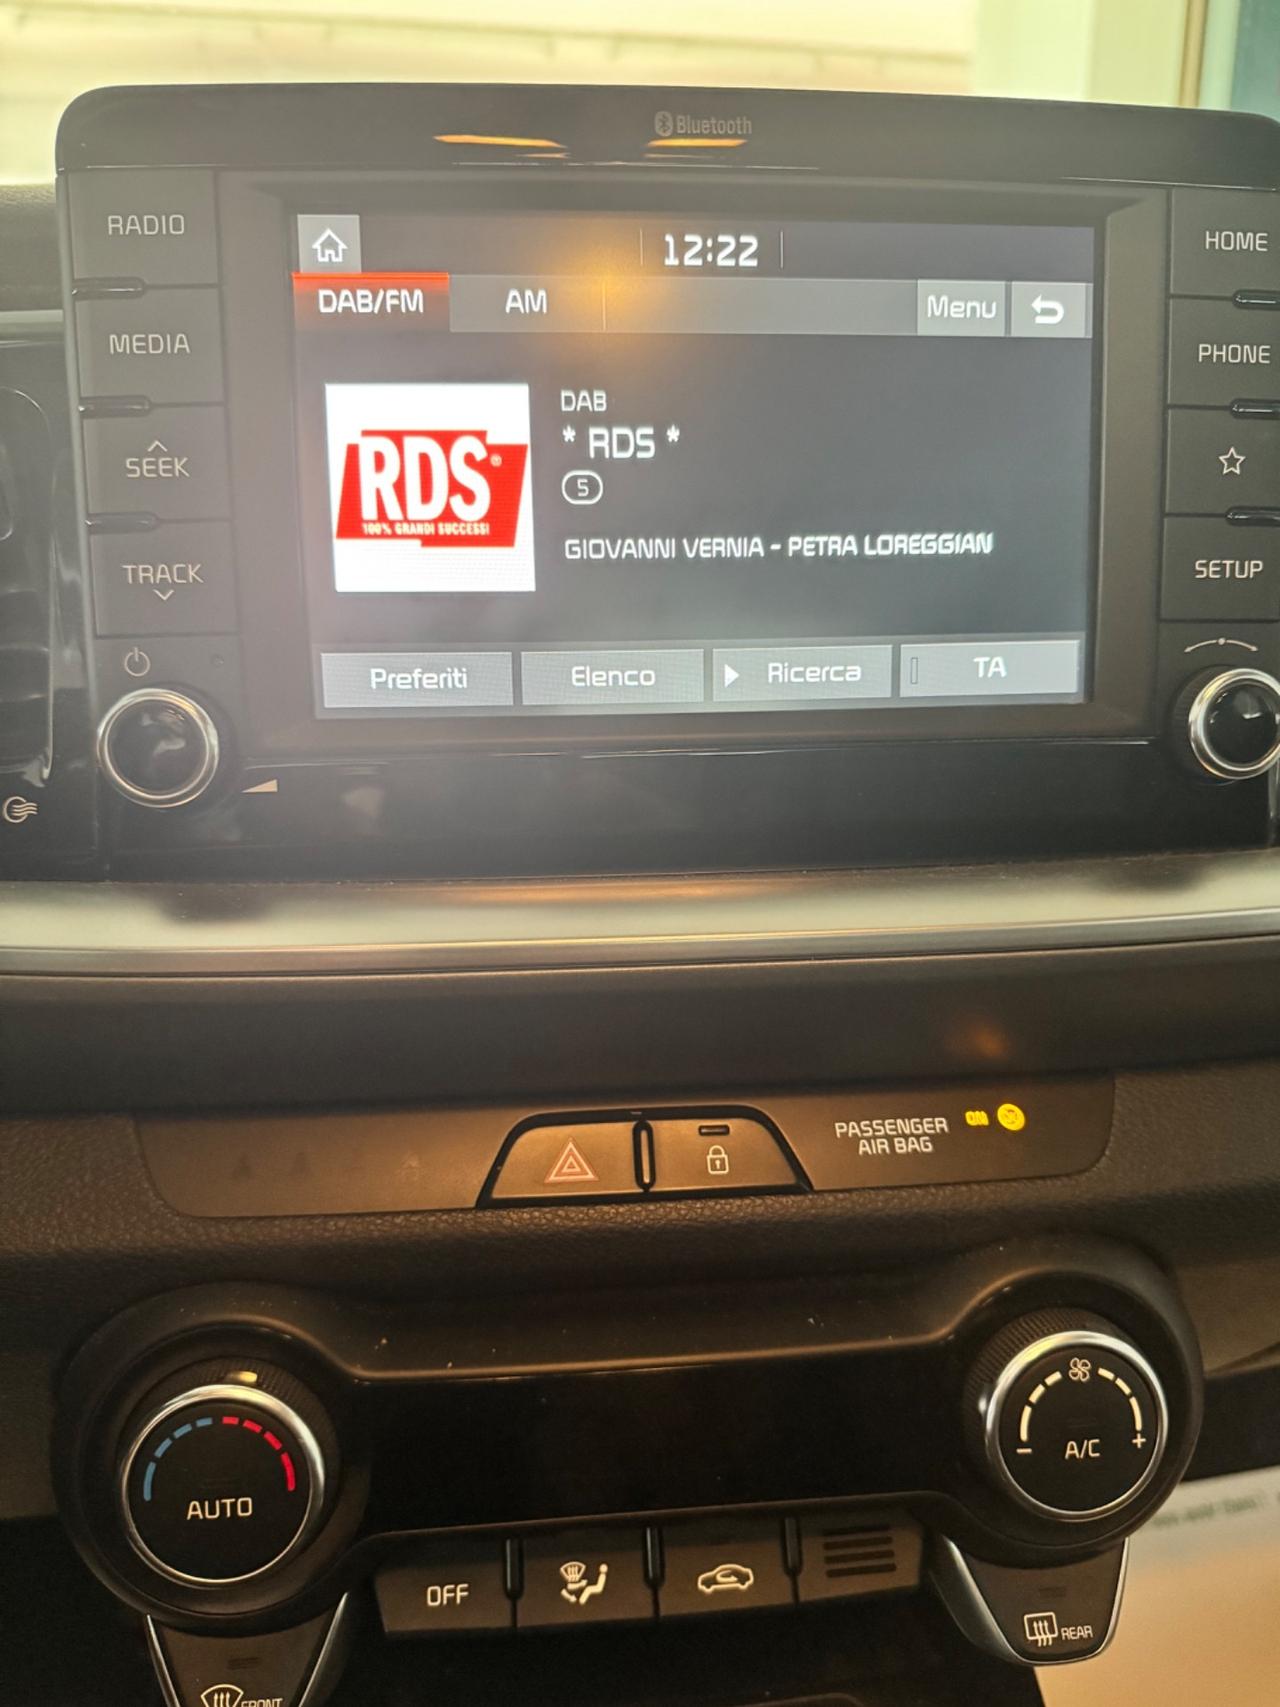 Bluetooth
RADIO
MEDIA
SEEK
TRACK
12:22
DAB/FM
AM
Menu
RDS®
100% GRANDI SUCCESSI
DAB
* RDS *
5
GIOVANNI VERNIA - PETRA LOREGGIAN
Preferiti
Elenco
Ricerca
TA
HOME
PHONE
SETUP
PASSENGER
AIR BAG
ON
AUTO
A/C
- +
OFF
FRONT
REAR